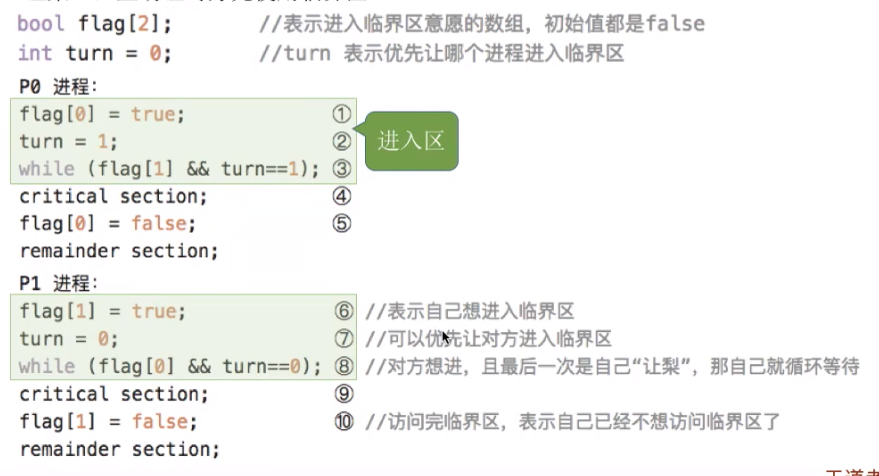 bool flag[2]; //表示进入临界区意愿的数组，初始值都是false
int turn = 0; //turn 表示优先让哪个进程进入临界区
P0 进程：
flag[0] = true; ①
turn = 1; ②
进入区
while (flag[1] && turn==1); ③
critical section; ④
flag[0] = false; ⑤
remainder section;
P1 进程：
flag[1] = true; ⑥ //表示自己想进入临界区
turn = 0; ⑦ //可以优先让对方进入临界区
while (flag[0] && turn==0); ⑧ //对方想进，且最后一次是自己“让梨”，那自己就循环等待
critical section; ⑨
flag[1] = false; ⑩ //访问完临界区，表示自己已经不想访问临界区了
remainder section;